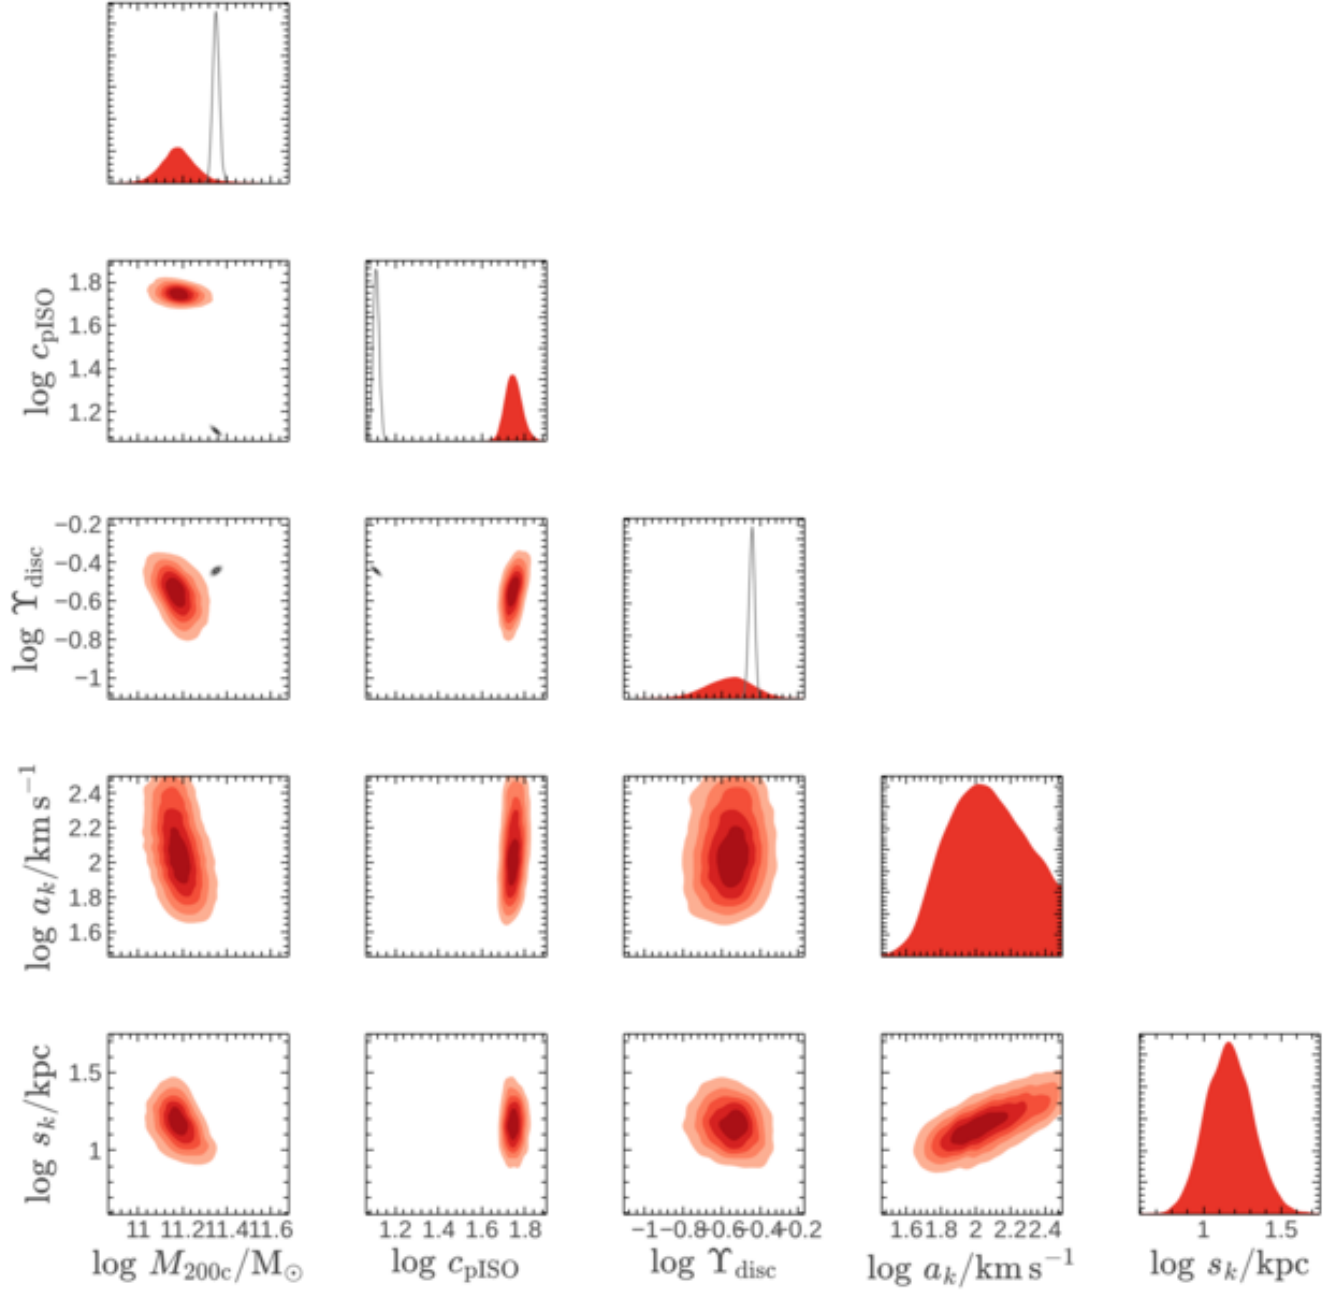 log c_pISO
1.8
1.6
1.4
1.2
log ϒ_disc
−0.2
−0.4
−0.6
−0.8
−1
log a_k/km s^−1
2.4
2.2
2
1.8
1.6
log s_k/kpc
1.5
1
11 11.2 11.4 11.6
1.2 1.4 1.6 1.8
−1 −0.8 −0.6 −0.4 −0.2
1.6 1.8 2 2.2 2.4
1 1.5
log M_200c/M_⊙
log c_pISO
log ϒ_disc
log a_k/km s^−1
log s_k/kpc